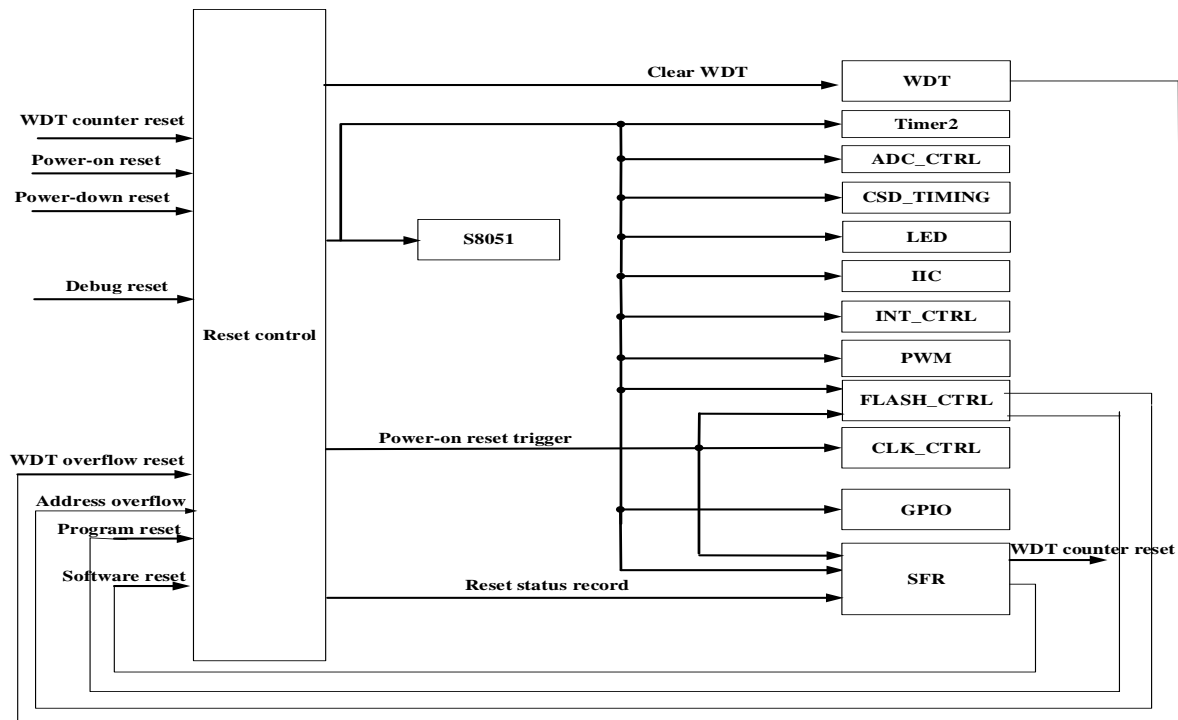 Clear WDT
WDT
WDT counter reset
Timer2
Power-on reset
ADC_CTRL
Power-down reset
CSD_TIMING
S8051
LED
IIC
Debug reset
INT_CTRL
Reset control
PWM
FLASH_CTRL
Power-on reset trigger
CLK_CTRL
WDT overflow reset
Address overflow
GPIO
Program reset
WDT counter reset
Software reset
Reset status record
SFR